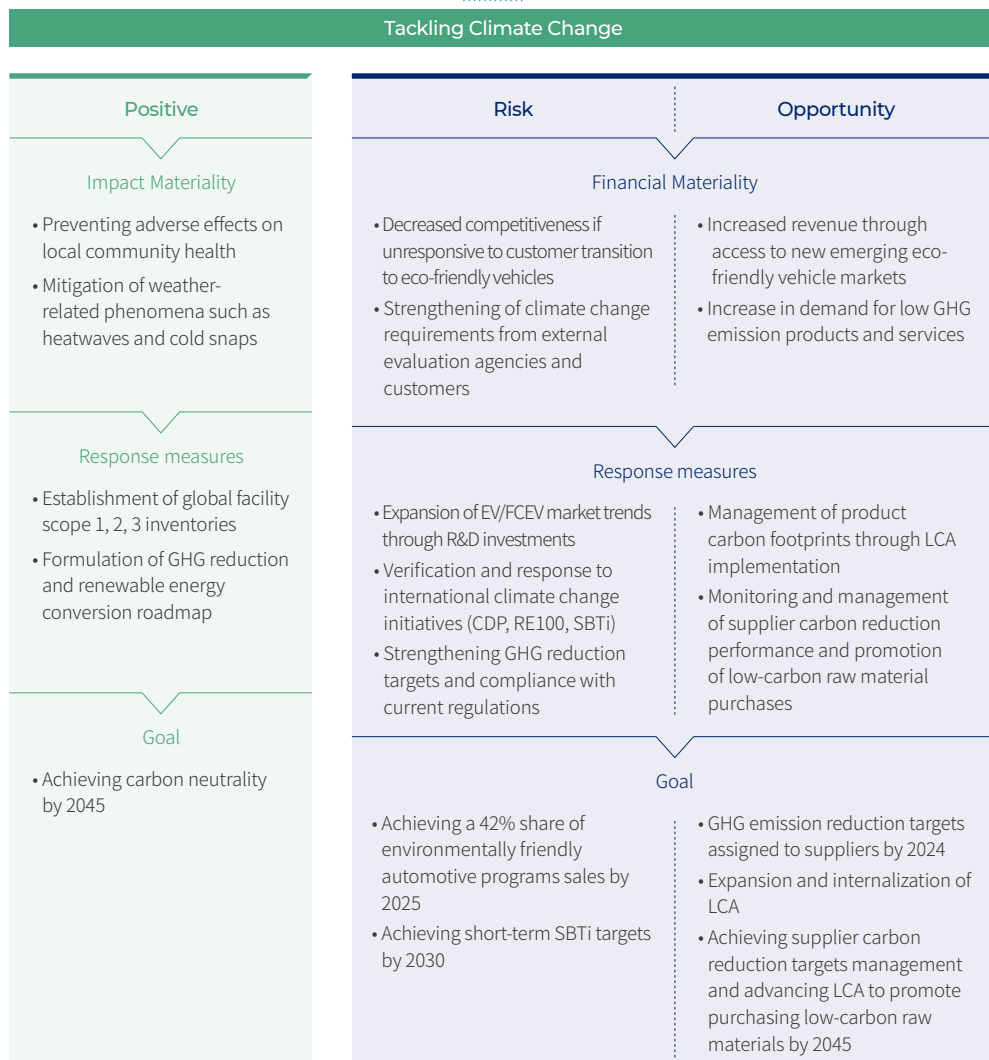 Tackling Climate Change
Positive
Impact Materiality
• Preventing adverse effects on
local community health
• Mitigation of weather-
related phenomena such as
heatwaves and cold snaps
Response measures
• Establishment of global facility
scope 1, 2, 3 inventories
• Formulation of GHG reduction
and renewable energy
conversion roadmap
Goal
• Achieving carbon neutrality
by 2045
Risk
Opportunity
Financial Materiality
• Decreased competitiveness if
unresponsive to customer transition
to eco-friendly vehicles
• Strengthening of climate change
requirements from external
evaluation agencies and
customers
• Increased revenue through
access to new emerging eco-
friendly vehicle markets
• Increase in demand for low GHG
emission products and services
Response measures
• Expansion of EV/FCEV market trends
through R&D investments
• Verification and response to
international climate change
initiatives (CDP, RE100, SBTi)
• Strengthening GHG reduction
targets and compliance with
current regulations
• Management of product
carbon footprints through LCA
implementation
• Monitoring and management
of supplier carbon reduction
performance and promotion
of low-carbon raw material
purchases
Goal
• Achieving a 42% share of
environmentally friendly
automotive programs sales by
2025
• Achieving short-term SBTi targets
by 2030
• GHG emission reduction targets
assigned to suppliers by 2024
• Expansion and internalization of
LCA
• Achieving supplier carbon
reduction targets management
and advancing LCA to promote
purchasing low-carbon raw
materials by 2045